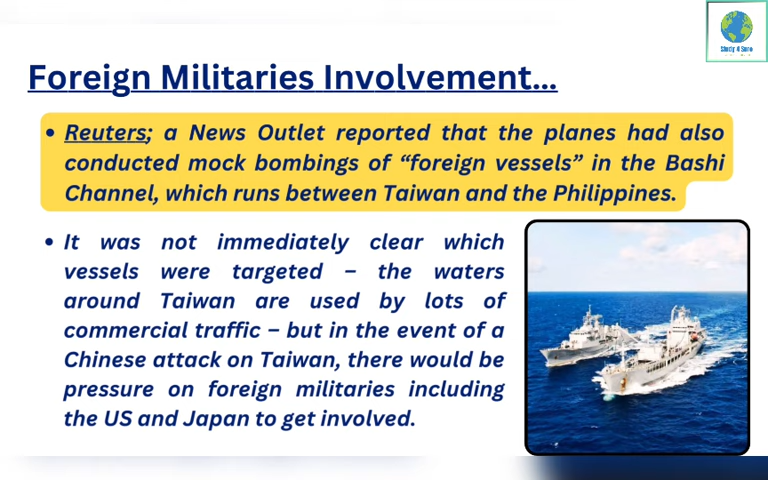 Study 4 Sure
Foreign Militaries Involvement...
• Reuters; a News Outlet reported that the planes had also
conducted mock bombings of “foreign vessels” in the Bashi
Channel, which runs between Taiwan and the Philippines.
• It was not immediately clear which
vessels were targeted – the waters
around Taiwan are used by lots of
commercial traffic – but in the event of a
Chinese attack on Taiwan, there would be
pressure on foreign militaries including
the US and Japan to get involved.